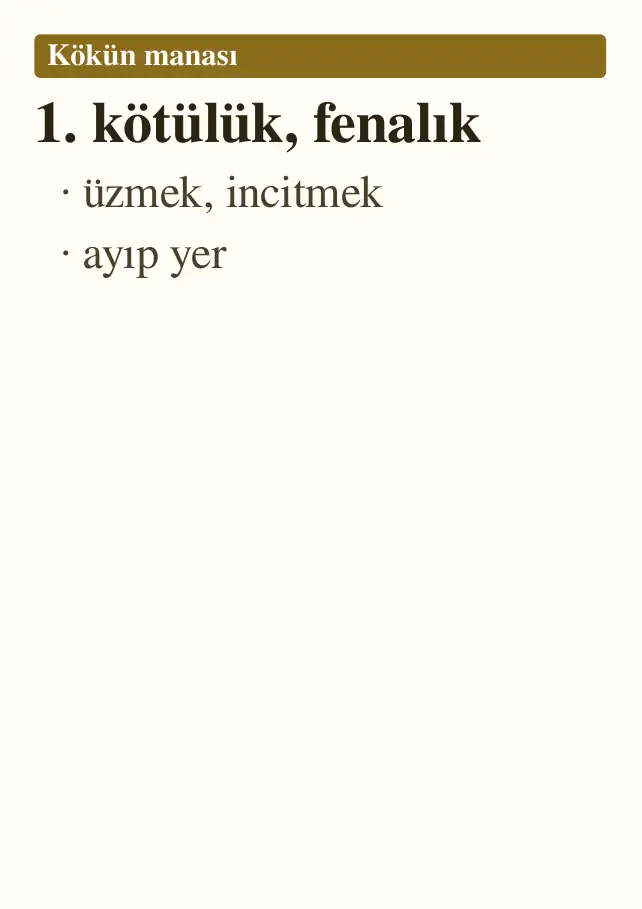 Kökün manası
1. kötülük, fenalık
· üzmek, incitmek
· ayıp yer